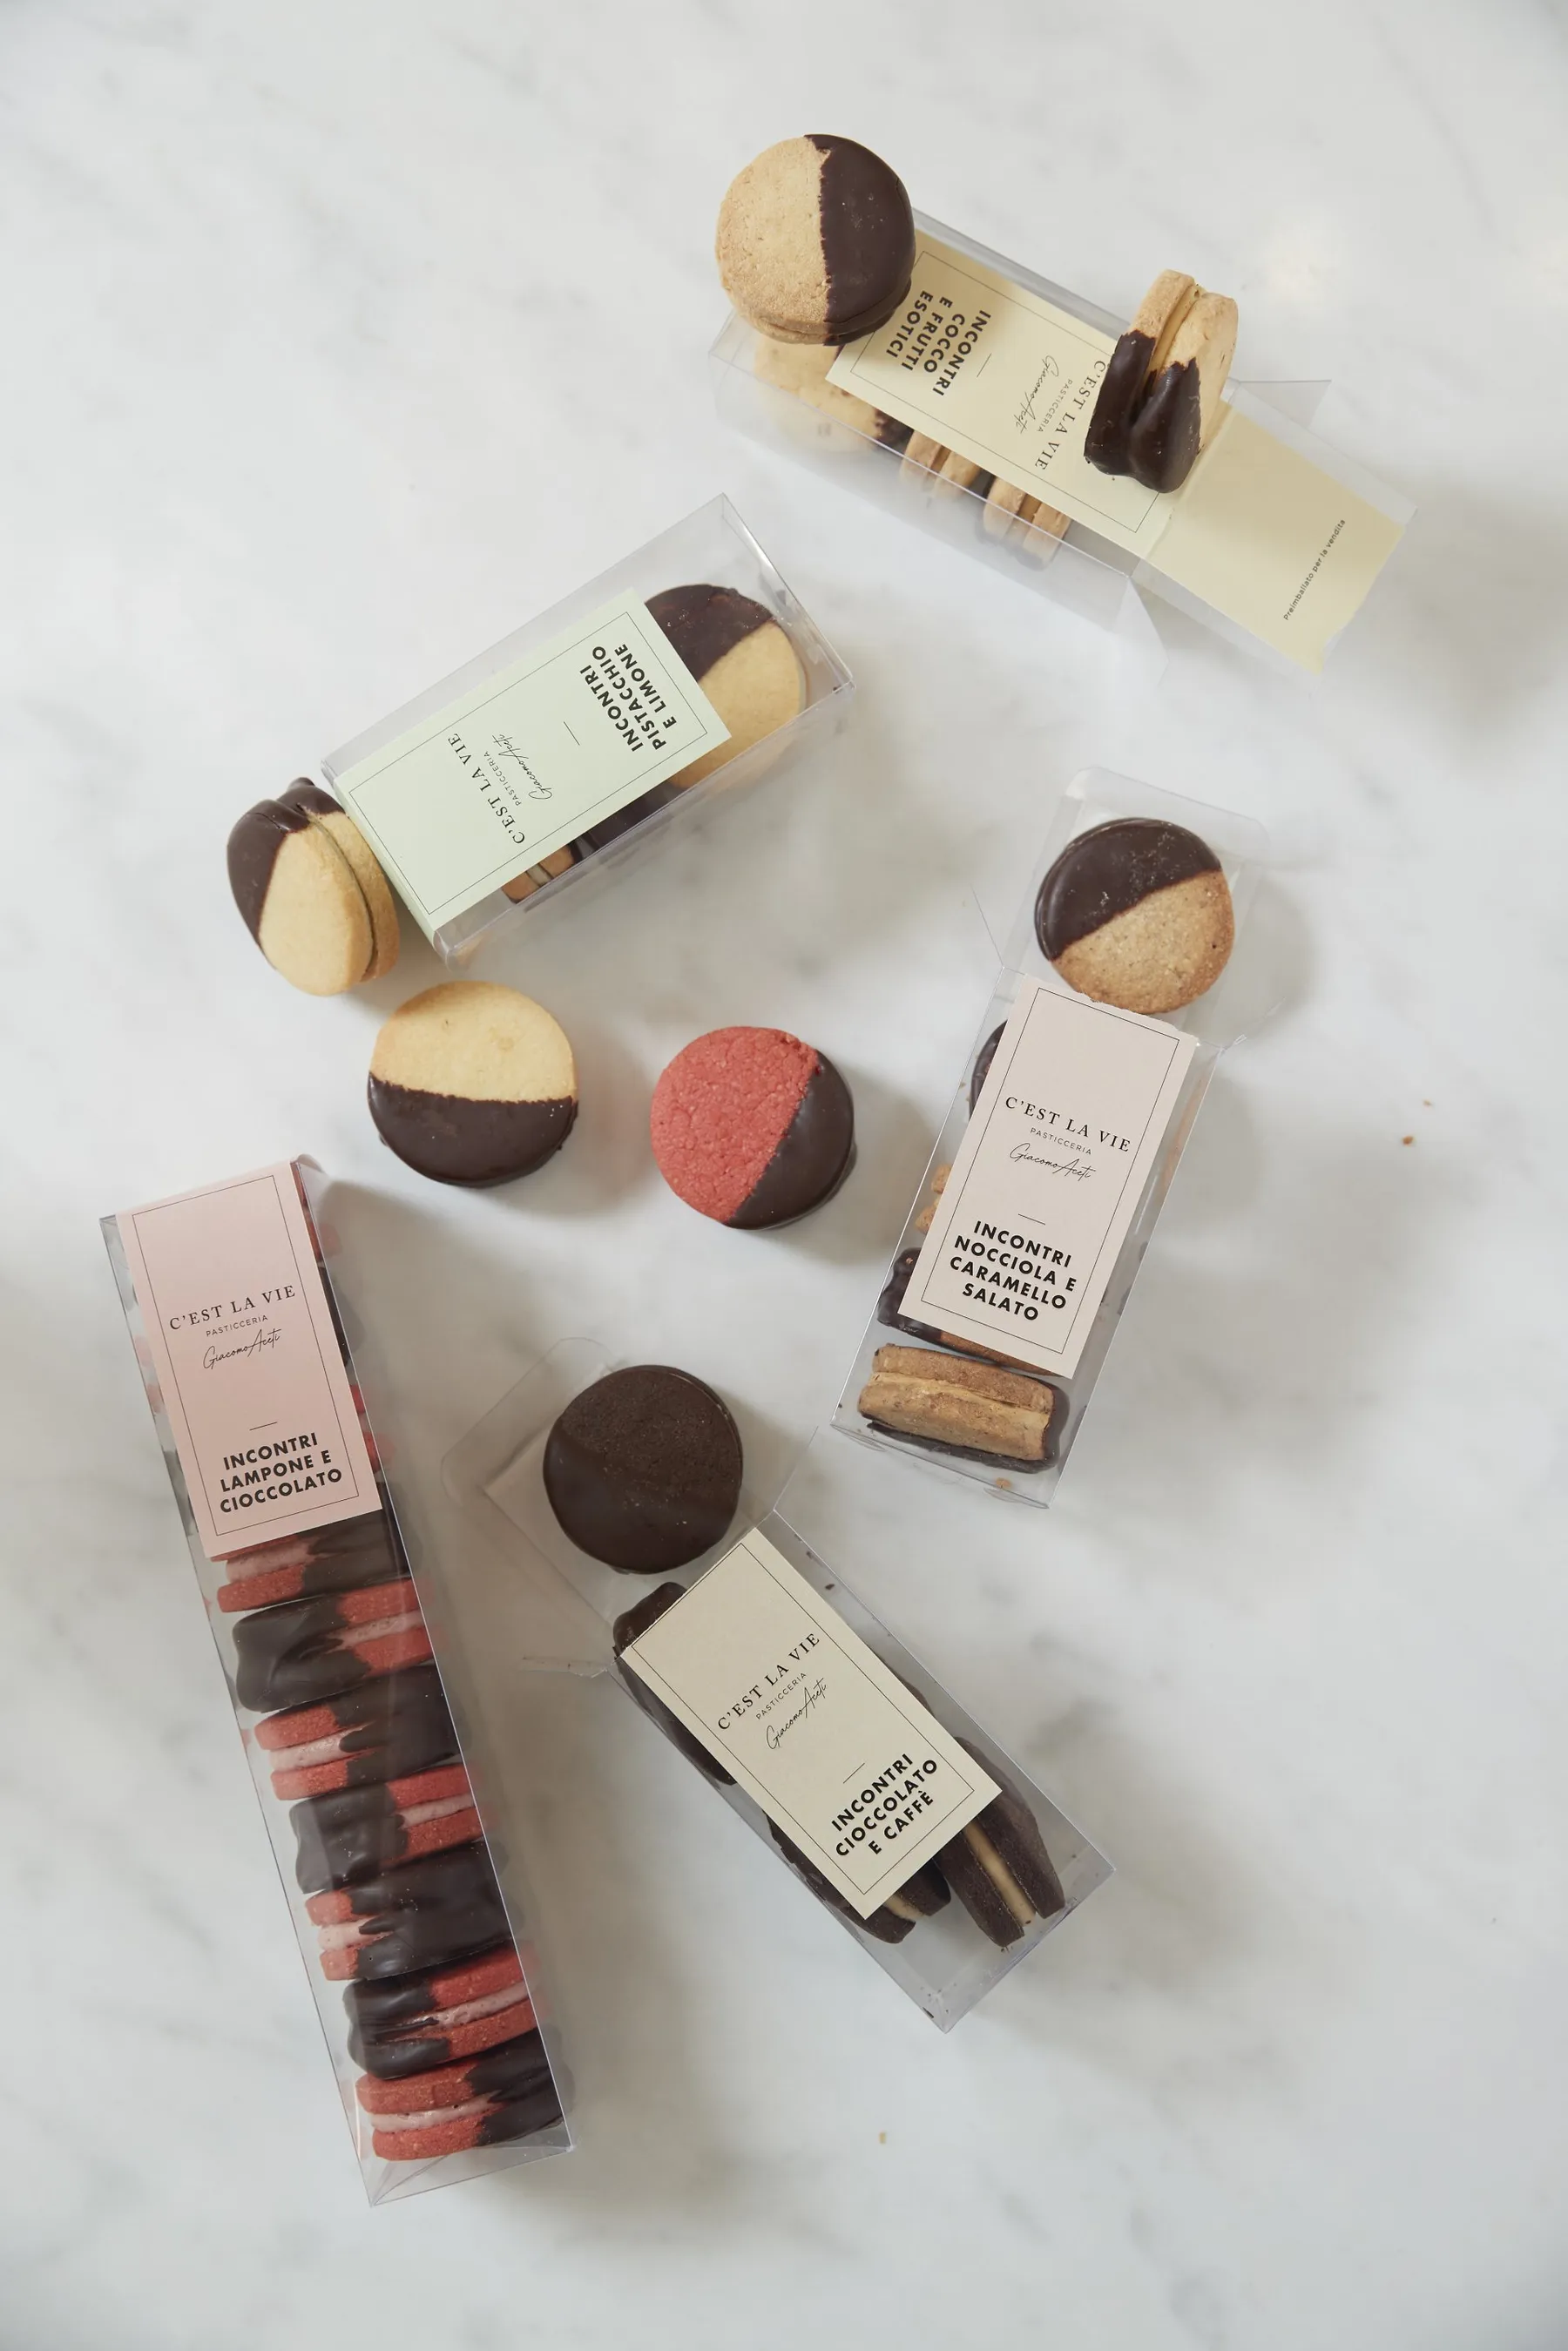 INCONTRI
COCCO
E FRUTTI
ESOTICI
C'EST LA VIE
PASTICCERIA
Giacomo Aceti
Preimballato per la vendita
INCONTRI
PISTACCHIO
E LIMONE
C'EST LA VIE
PASTICCERIA
Giacomo Aceti
C'EST LA VIE
PASTICCERIA
Giacomo Aceti
INCONTRI
NOCCIOLA E
CARAMELLO
SALATO
C'EST LA VIE
PASTICCERIA
Giacomo Aceti
INCONTRI
LAMPONE E
CIOCCOLATO
C'EST LA VIE
PASTICCERIA
Giacomo Aceti
INCONTRI
CIOCCOLATO
E CAFFÈ